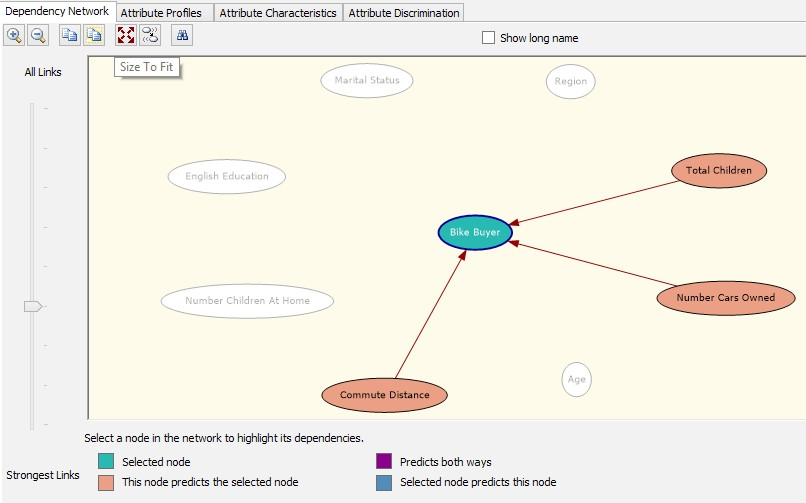 Dependency Network
Attribute Profiles
Attribute Characteristics
Attribute Discrimination
Show long name
Size To Fit
All Links
Marital Status
Region
English Education
Total Children
Bike Buyer
Number Children At Home
Number Cars Owned
Age
Commute Distance
Select a node in the network to highlight its dependencies.
Strongest Links
Selected node
Predicts both ways
This node predicts the selected node
Selected node predicts this node